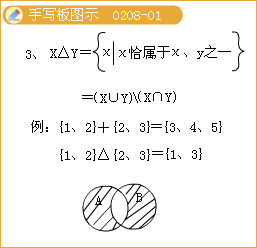 手写板图示 0208-01
3、X△Y＝{x|x恰属于x、y之一}
＝(X∪Y)\(X∩Y)
例：{1、2}＋{2、3}＝{3、4、5}
{1、2}△{2、3}＝{1、3}
A B